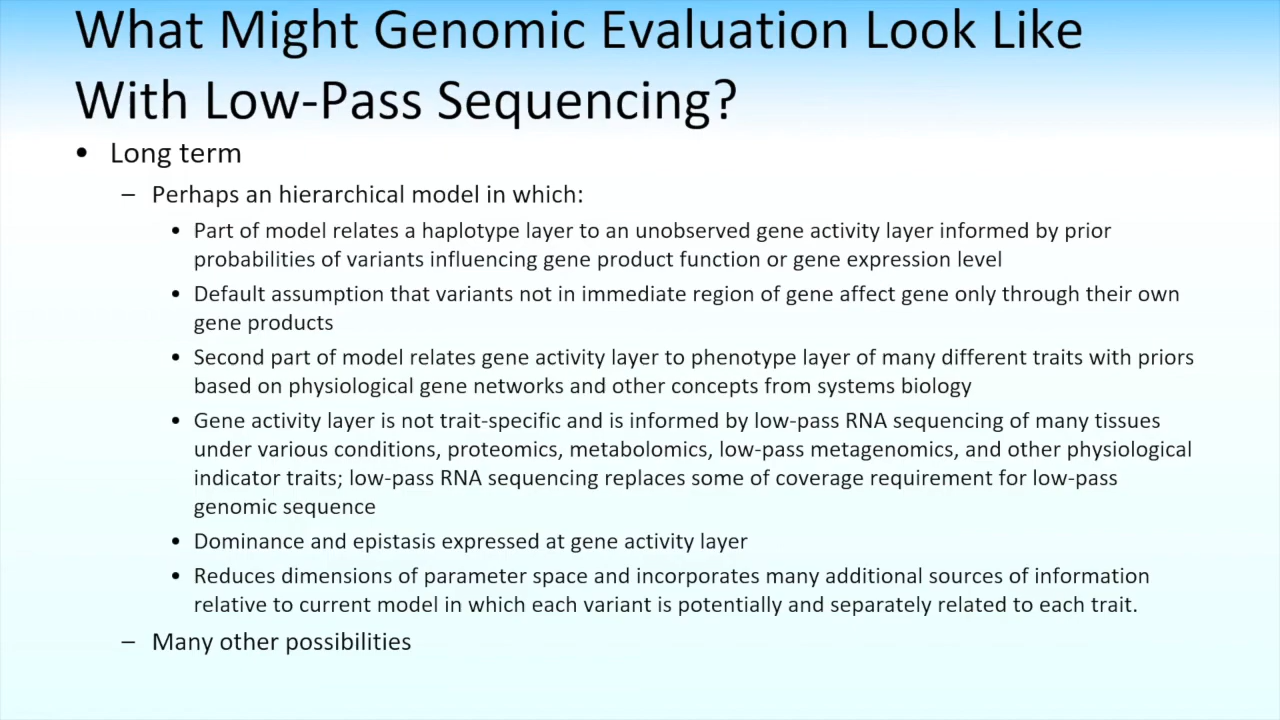 What Might Genomic Evaluation Look Like
With Low-Pass Sequencing?
• Long term
– Perhaps an hierarchical model in which:
• Part of model relates a haplotype layer to an unobserved gene activity layer informed by prior
probabilities of variants influencing gene product function or gene expression level
• Default assumption that variants not in immediate region of gene affect gene only through their own
gene products
• Second part of model relates gene activity layer to phenotype layer of many different traits with priors
based on physiological gene networks and other concepts from systems biology
• Gene activity layer is not trait-specific and is informed by low-pass RNA sequencing of many tissues
under various conditions, proteomics, metabolomics, low-pass metagenomics, and other physiological
indicator traits; low-pass RNA sequencing replaces some of coverage requirement for low-pass
genomic sequence
• Dominance and epistasis expressed at gene activity layer
• Reduces dimensions of parameter space and incorporates many additional sources of information
relative to current model in which each variant is potentially and separately related to each trait.
– Many other possibilities